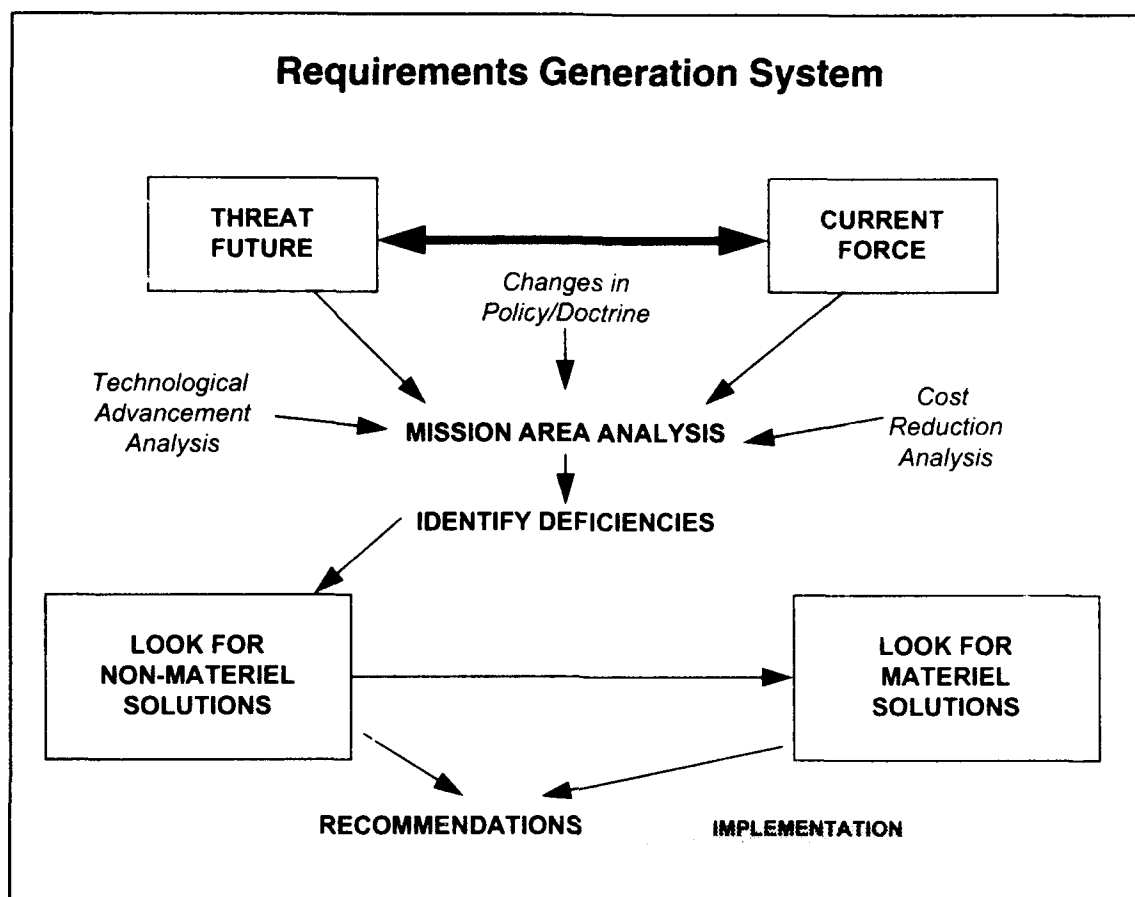 Requirements Generation System
THREAT
FUTURE
CURRENT
FORCE
Changes in
Policy/Doctrine
Technological
Advancement
Analysis
Cost
Reduction
Analysis
MISSION AREA ANALYSIS
IDENTIFY DEFICIENCIES
LOOK FOR
NON-MATERIEL
SOLUTIONS
LOOK FOR
MATERIEL
SOLUTIONS
RECOMMENDATIONS
IMPLEMENTATION